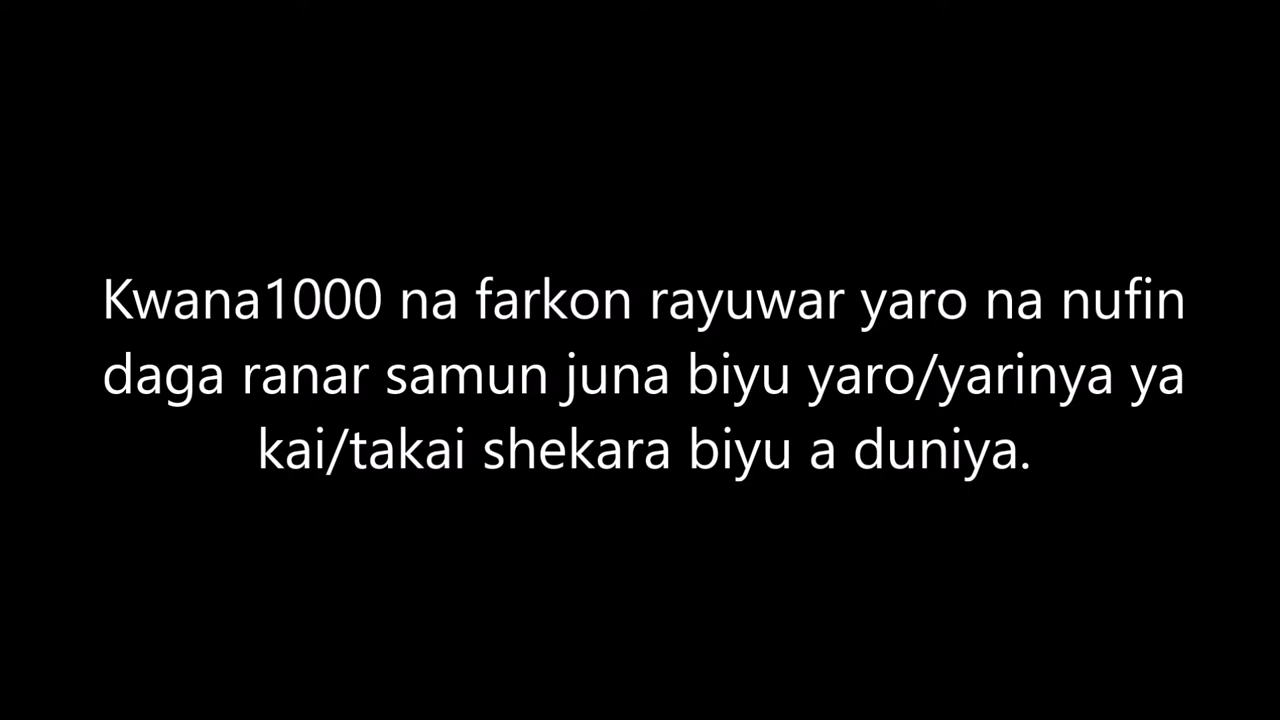 Kwana1000 na farkon rayuwar yaro na nufin
daga ranar samun juna biyu yaro/yarinya ya
kai/takai shekara biyu a duniya.